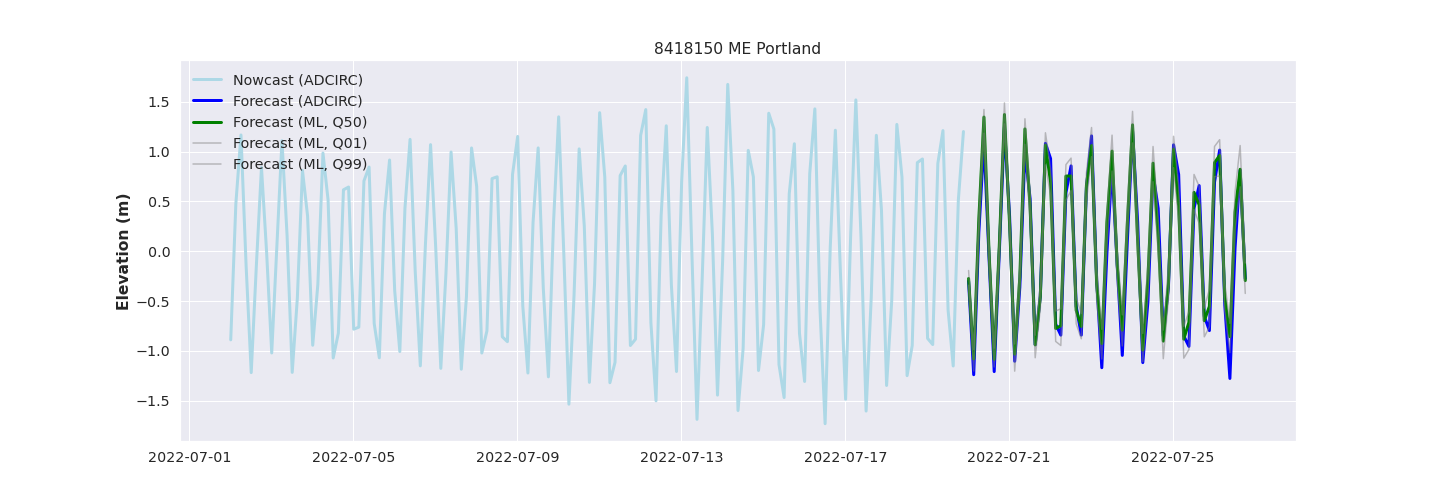 8418150 ME Portland
Nowcast (ADCIRC)
Forecast (ADCIRC)
Forecast (ML, Q50)
Forecast (ML, Q01)
Forecast (ML, Q99)
Elevation (m)
1.5
1.0
0.5
0.0
−0.5
−1.0
−1.5
2022-07-01
2022-07-05
2022-07-09
2022-07-13
2022-07-17
2022-07-21
2022-07-25